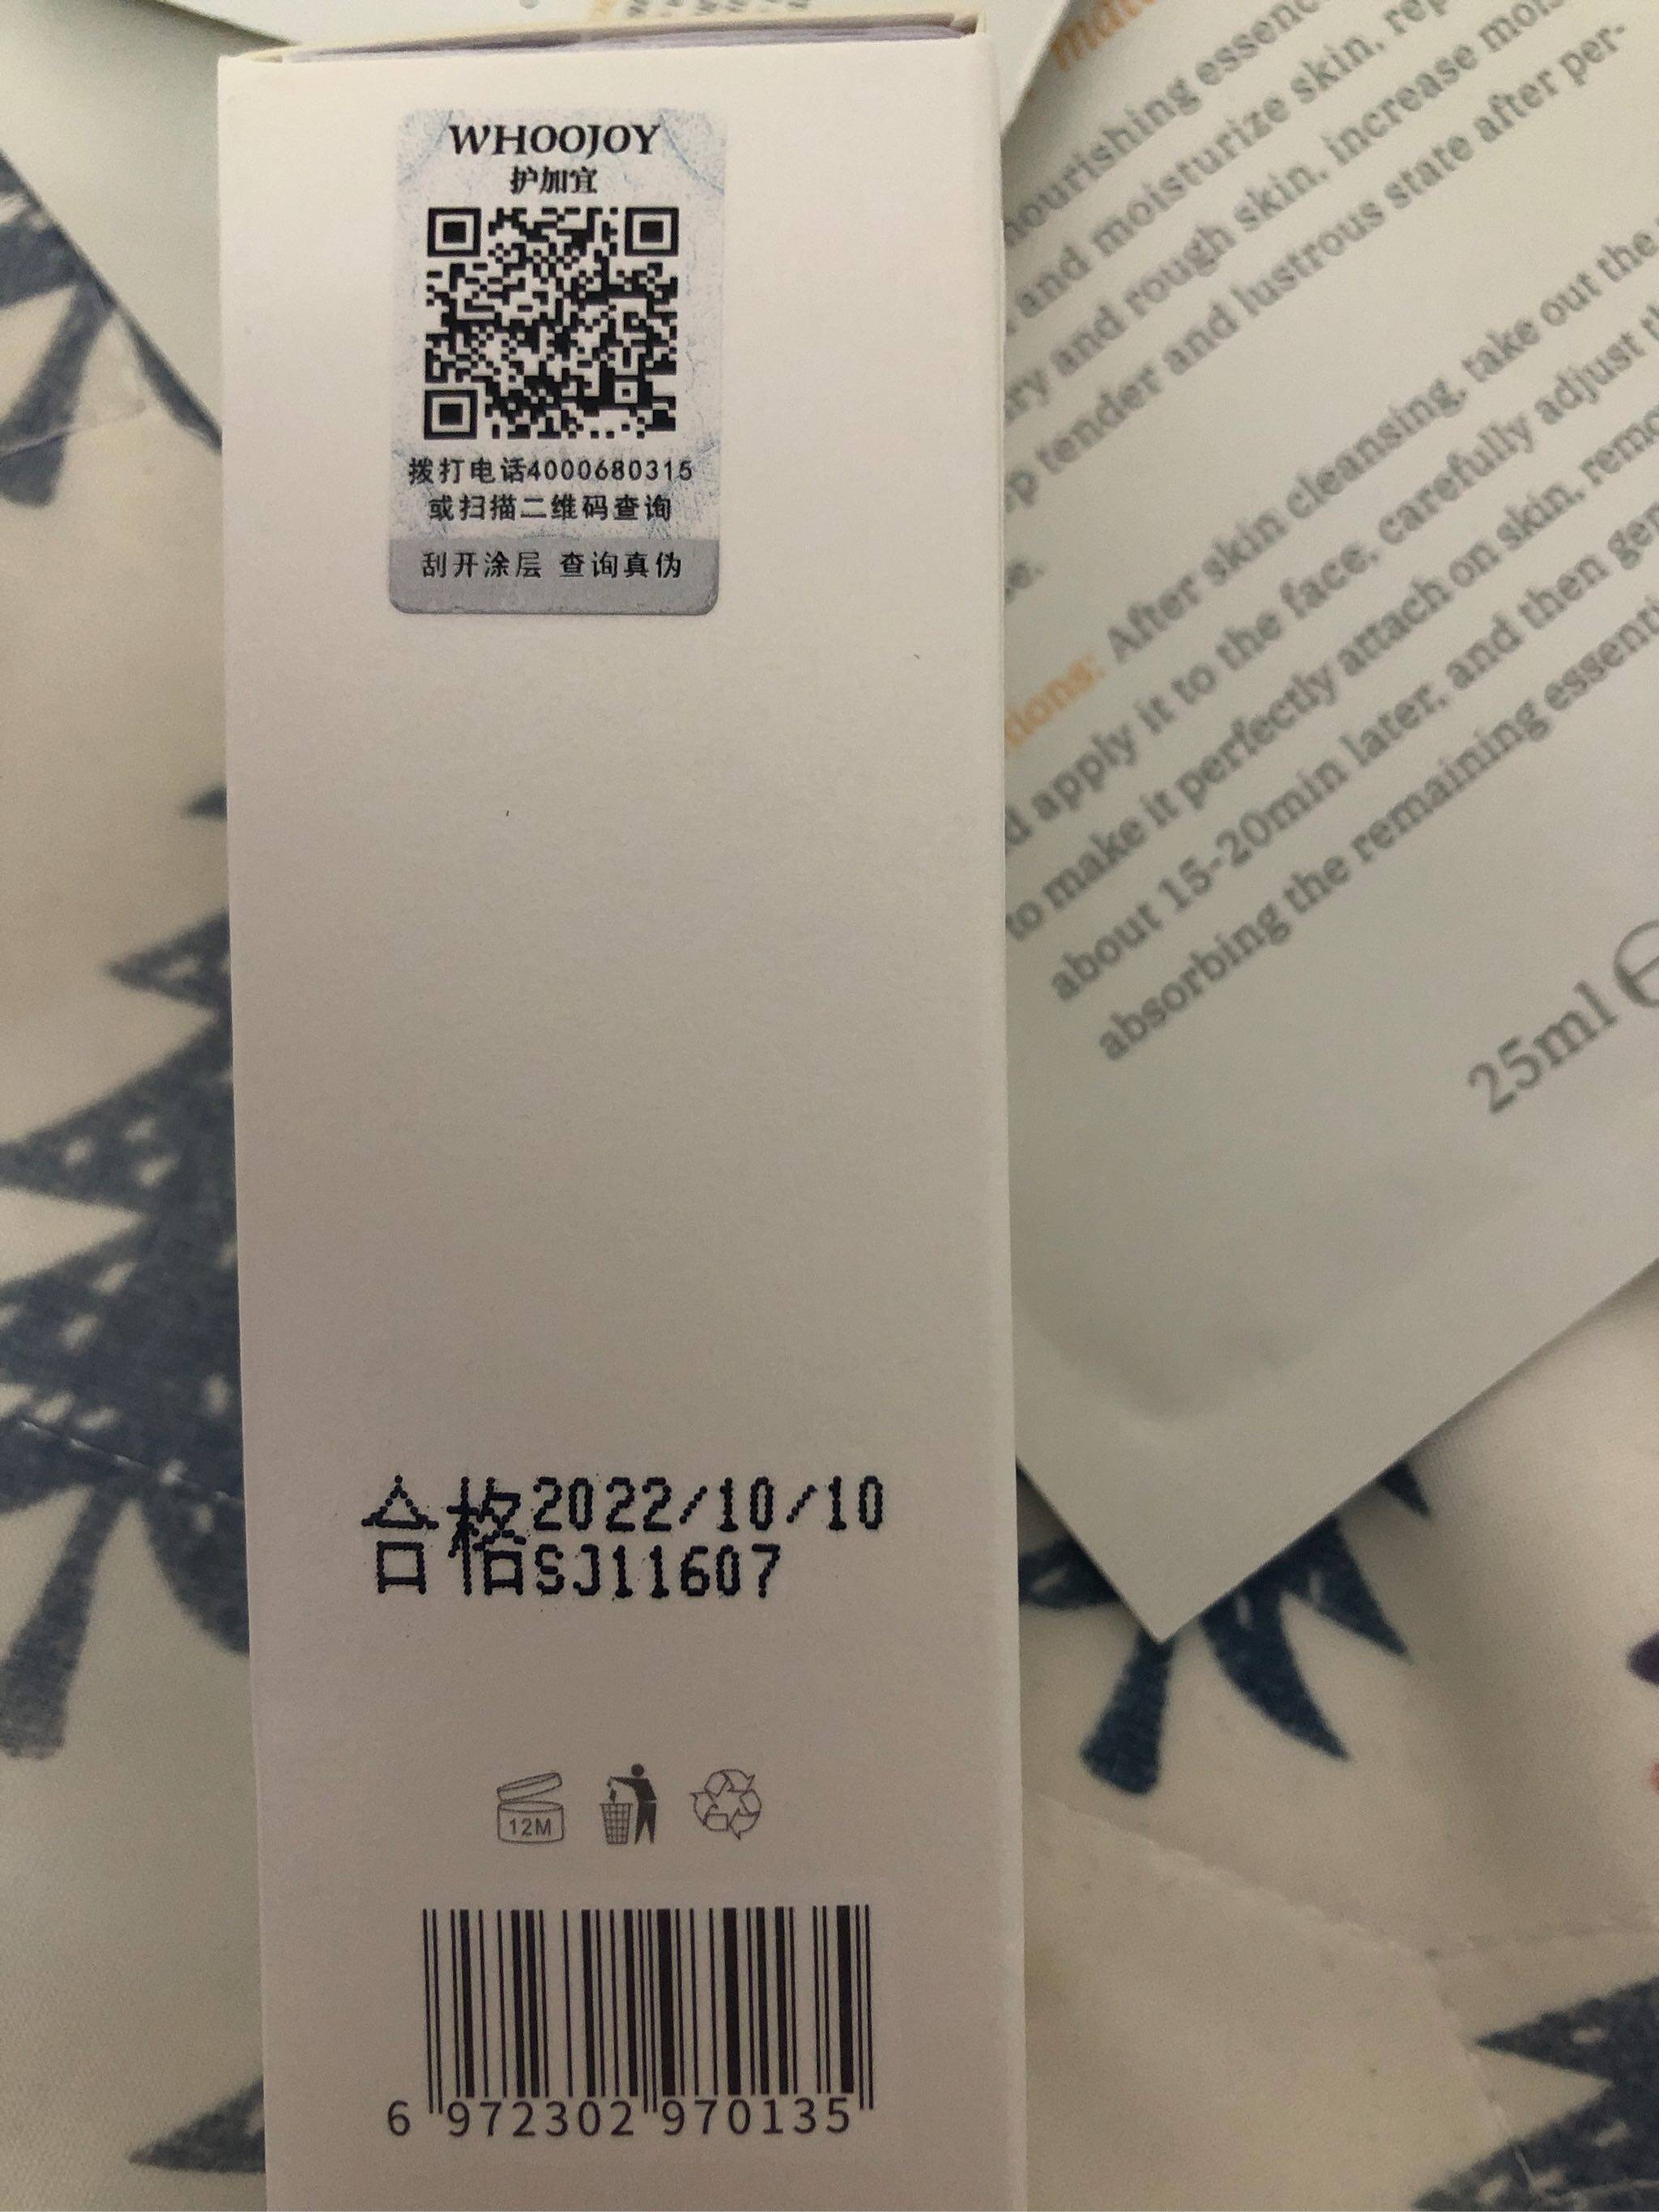 WHOOJOY
护加宜
拨打电话4000680315
或扫描二维码查询
刮开涂层 查询真伪
合格2022/10/10
SJ11607
12M
6 972302 970135
nourishing essence
and moisturize skin, rep
and rough skin, increase mois
tender and lustrous state after per-
After skin cleansing, take out the
apply it to the face, carefully adjust
to make it perfectly attach on skin, remo
about 15-20min later, and then gen
absorbing the remaining essenti
25ml